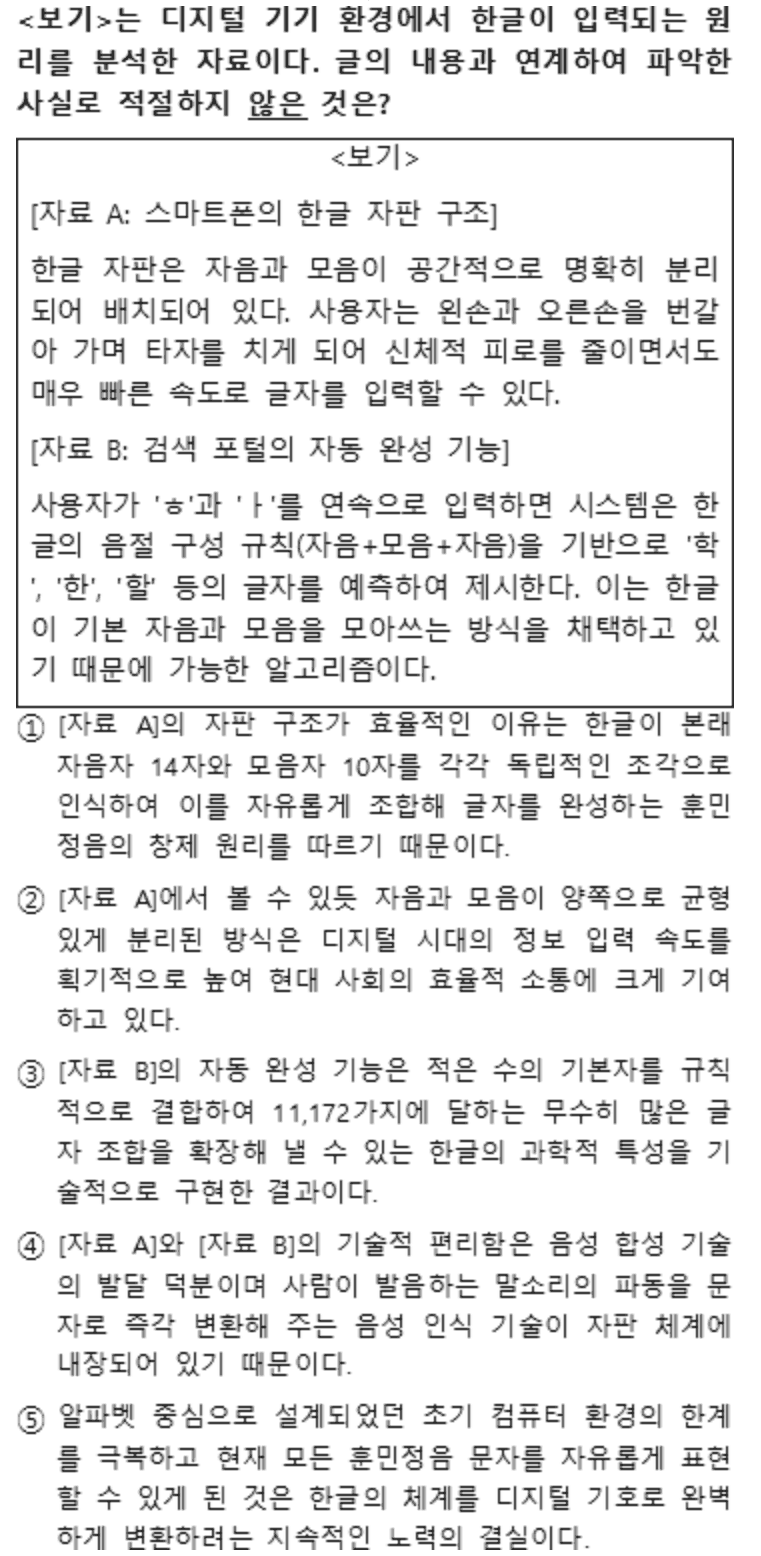 <보기>는 디지털 기기 환경에서 한글이 입력되는 원
리를 분석한 자료이다. 글의 내용과 연계하여 파악한
사실로 적절하지 않은 것은?
<보기>
[자료 A: 스마트폰의 한글 자판 구조]
한글 자판은 자음과 모음이 공간적으로 명확히 분리
되어 배치되어 있다. 사용자는 왼손과 오른손을 번갈
아 가며 타자를 치게 되어 신체적 피로를 줄이면서도
매우 빠른 속도로 글자를 입력할 수 있다.
[자료 B: 검색 포털의 자동 완성 기능]
사용자가 'ㅎ'과 'ㅏ'를 연속으로 입력하면 시스템은 한
글의 음절 구성 규칙(자음+모음+자음)을 기반으로 '학
', '한', '할' 등의 글자를 예측하여 제시한다. 이는 한글
이 기본 자음과 모음을 모아쓰는 방식을 채택하고 있
기 때문에 가능한 알고리즘이다.
① [자료 A]의 자판 구조가 효율적인 이유는 한글이 본래
자음자 14자와 모음자 10자를 각각 독립적인 조각으로
인식하여 이를 자유롭게 조합해 글자를 완성하는 훈민
정음의 창제 원리를 따르기 때문이다.
② [자료 A]에서 볼 수 있듯 자음과 모음이 양쪽으로 균형
있게 분리된 방식은 디지털 시대의 정보 입력 속도를
획기적으로 높여 현대 사회의 효율적 소통에 크게 기여
하고 있다.
③ [자료 B]의 자동 완성 기능은 적은 수의 기본자를 규칙
적으로 결합하여 11,172가지에 달하는 무수히 많은 글
자 조합을 확장해 낼 수 있는 한글의 과학적 특성을 기
술적으로 구현한 결과이다.
④ [자료 A]와 [자료 B]의 기술적 편리함은 음성 합성 기술
의 발달 덕분이며 사람이 발음하는 말소리의 파동을 문
자로 즉각 변환해 주는 음성 인식 기술이 자판 체계에
내장되어 있기 때문이다.
⑤ 알파벳 중심으로 설계되었던 초기 컴퓨터 환경의 한계
를 극복하고 현재 모든 훈민정음 문자를 자유롭게 표현
할 수 있게 된 것은 한글의 체계를 디지털 기호로 완벽
하게 변환하려는 지속적인 노력의 결실이다.